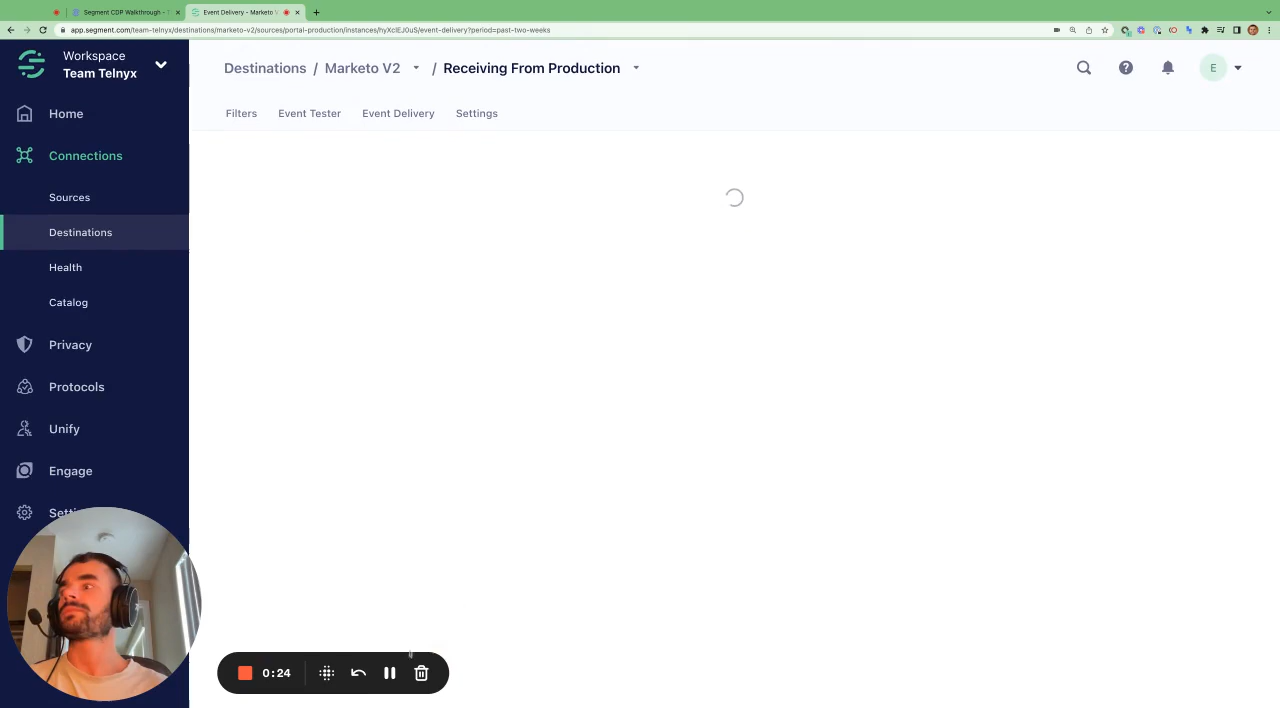 Segment CDP Walkthrough - 
Event Delivery - Marketo V
app.segment.com/team-telnyx/destinations/marketo-v2/sources/portal-production/instances/hyXclEJ0uS/event-delivery?period=past-two-weeks
Workspace
Team Telnyx
Destinations / Marketo V2 / Receiving From Production
E
Filters
Event Tester
Event Delivery
Settings
Home
Connections
Sources
Destinations
Health
Catalog
Privacy
Protocols
Unify
Engage
Setti
0:24